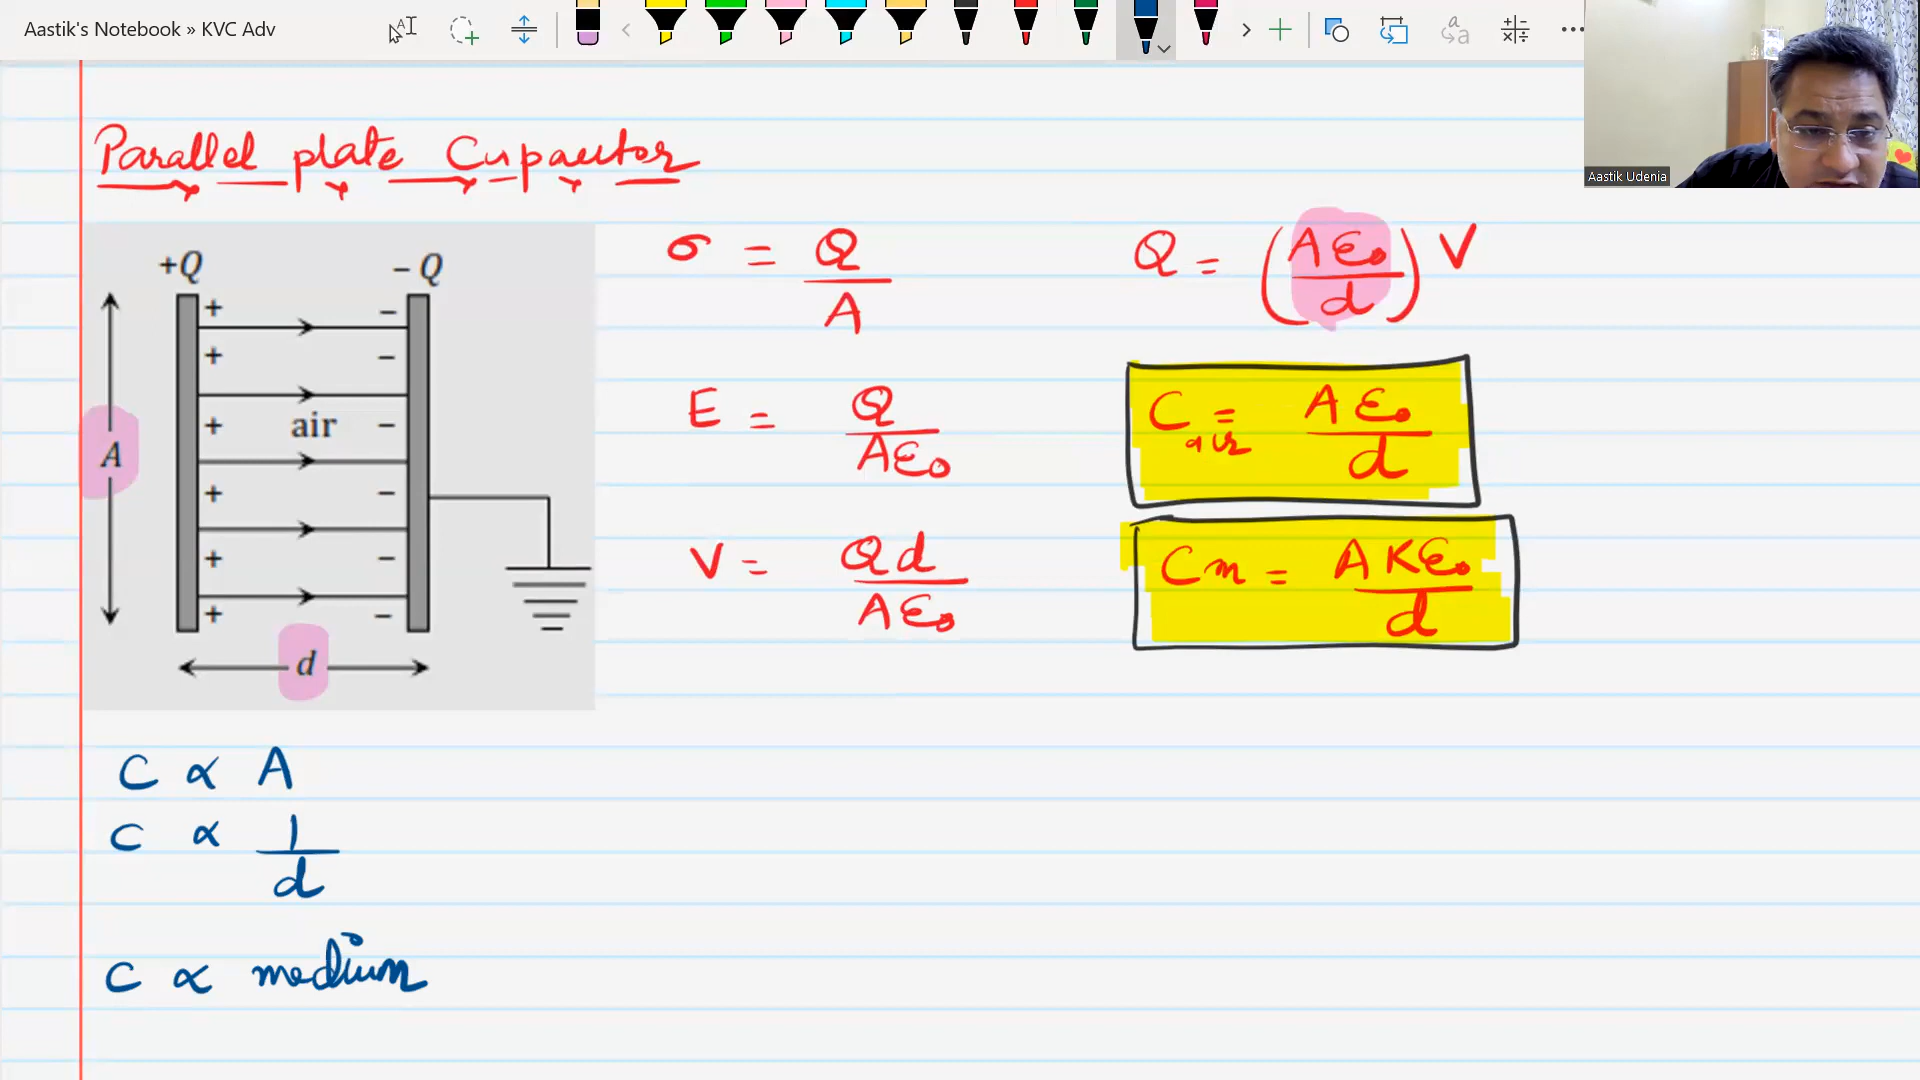 Aastik's Notebook » KVC Adv
Aastik Udenia
Parallel plate Capacitor
+Q - Q
A
air
d
σ = Q / A
E = Q / Aε₀
V = Qd / Aε₀
Q = (Aε₀ / d) V
C air = Aε₀ / d
Cm = AKε₀ / d
C ∝ A
C ∝ 1 / d
C ∝ medium